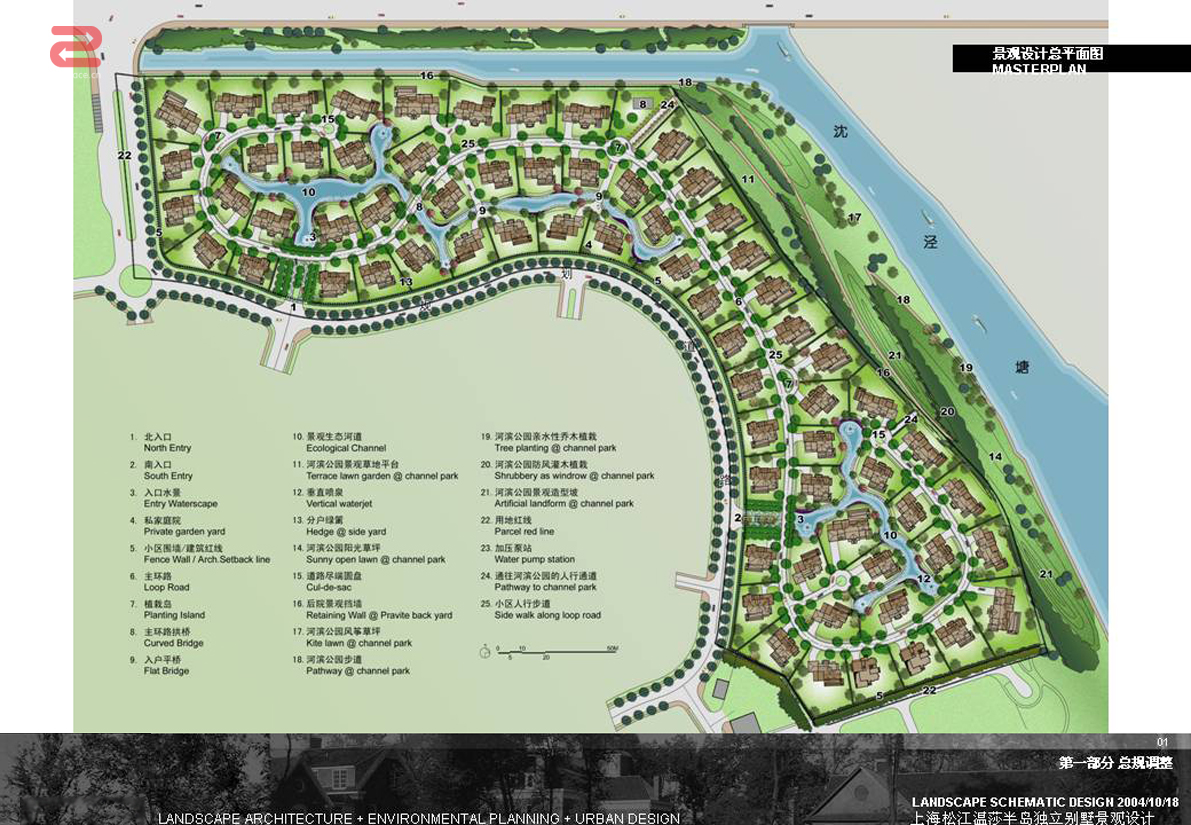 景观设计总平面图
MASTERPLAN
16
18
8
24
15
7
25
7
22
10
8
9
9
3
5
4
13
5
1
规
划
道
路
沈
泾
塘
11
17
18
6
25
7
21
16
19
20
24
15
14
2
3
10
12
21
5
22
1. 北入口
North Entry
2. 南入口
South Entry
3. 入口水景
Entry Waterscape
4. 私家庭院
Private garden yard
5. 小区围墙/建筑红线
Fence Wall / Arch.Setback line
6. 主环路
Loop Road
7. 植栽岛
Planting Island
8. 主环路拱桥
Curved Bridge
9. 入户平桥
Flat Bridge
10. 景观生态河道
Ecological Channel
11. 河滨公园景观草地平台
Terrace lawn garden @ channel park
12. 垂直喷泉
Vertical waterjet
13. 分户绿篱
Hedge @ side yard
14. 河滨公园阳光草坪
Sunny open lawn @ channel park
15. 道路尽端圆盘
Cul-de-sac
16. 后院景观挡墙
Retaining Wall @ Pravite back yard
17. 河滨公园风筝草坪
Kite lawn @ channel park
18. 河滨公园步道
Pathway @ channel park
19. 河滨公园亲水性乔木植栽
Tree planting @ channel park
20. 河滨公园防风灌木植栽
Shrubbery as windrow @ channel park
21. 河滨公园景观造型坡
Artificial landform @ channel park
22. 用地红线
Parcel red line
23. 加压泵站
Water pump station
24. 通往河滨公园的人行通道
Pathway to channel park
25. 小区人行步道
Side walk along loop road
0 10 50M
5 20
01
第一部分 总规调整
LANDSCAPE SCHEMATIC DESIGN 2004/10/18
上海松江温莎半岛独立别墅景观设计
LANDSCAPE ARCHITECTURE + ENVIRONMENTAL PLANNING + URBAN DESIGN